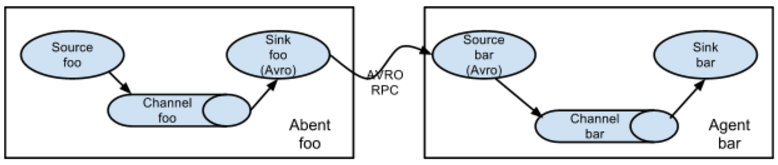 Source
foo
Channel
foo
Sink
foo
(Avro)
Abent
foo
AVRO
RPC
Source
bar
(Avro)
Channel
bar
Sink
bar
Agent
bar